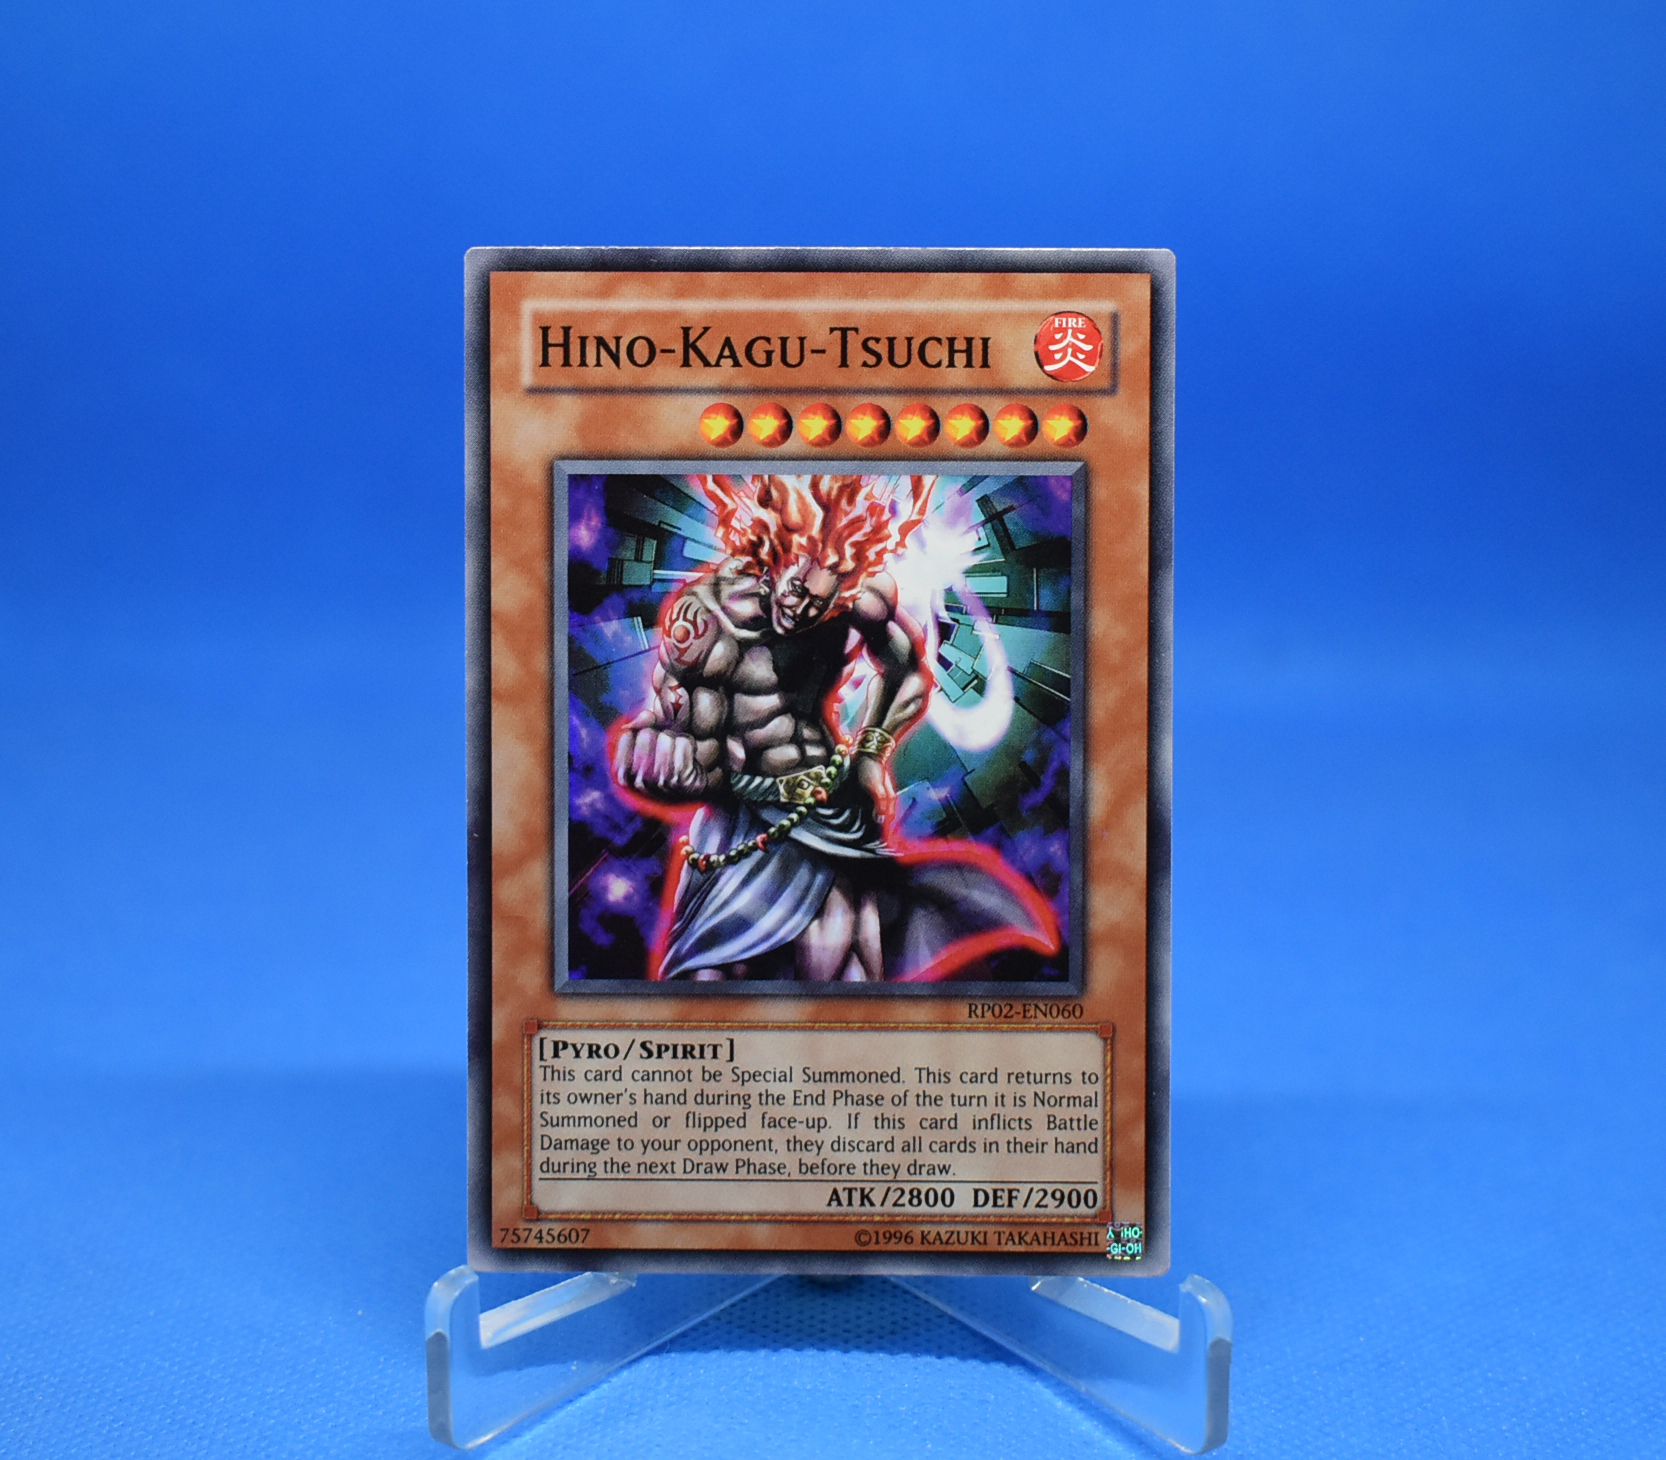 HINO-KAGU-TSUCHI
FIRE
炎
RP02-EN060
[PYRO/SPIRIT]
This card cannot be Special Summoned. This card returns to
its owner's hand during the End Phase of the turn it is Normal
Summoned or flipped face-up. If this card inflicts Battle
Damage to your opponent, they discard all cards in their hand
during the next Draw Phase, before they draw.
ATK/2800 DEF/2900
75745607
©1996 KAZUKI TAKAHASHI
GI-OH